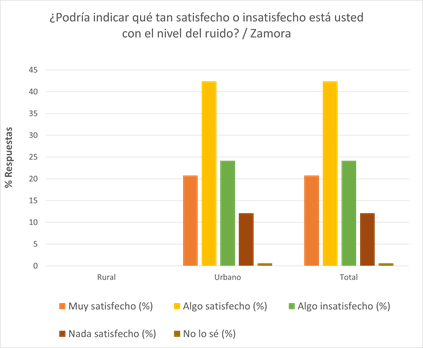 ¿Podría indicar qué tan satisfecho o insatisfecho está usted
con el nivel del ruido? / Zamora
% Respuestas
45
40
35
30
25
20
15
10
5
0
Rural
Urbano
Total
Muy satisfecho (%)
Algo satisfecho (%)
Algo insatisfecho (%)
Nada satisfecho (%)
No lo sé (%)